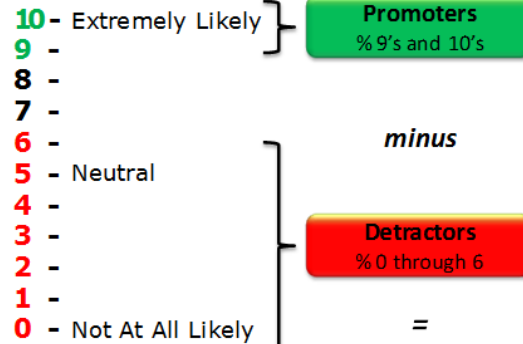 10 - Extremely Likely
9 -
8 -
7 -
6 -
5 - Neutral
4 -
3 -
2 -
1 -
0 - Not At All Likely
Promoters
% 9's and 10's
minus
Detractors
% 0 through 6
=